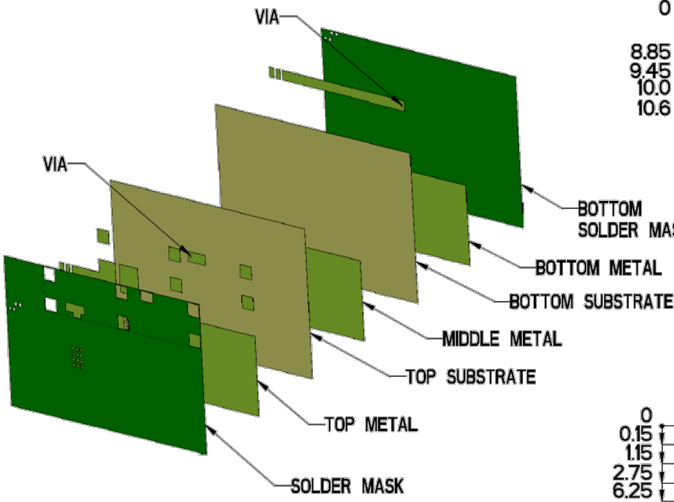 VIA
0
8.85
9.45
10.0
10.6
VIA
BOTTOM
SOLDER MAS
BOTTOM METAL
BOTTOM SUBSTRATE
MIDDLE METAL
TOP SUBSTRATE
TOP METAL
SOLDER MASK
0
0.15
1.15
2.75
6.25